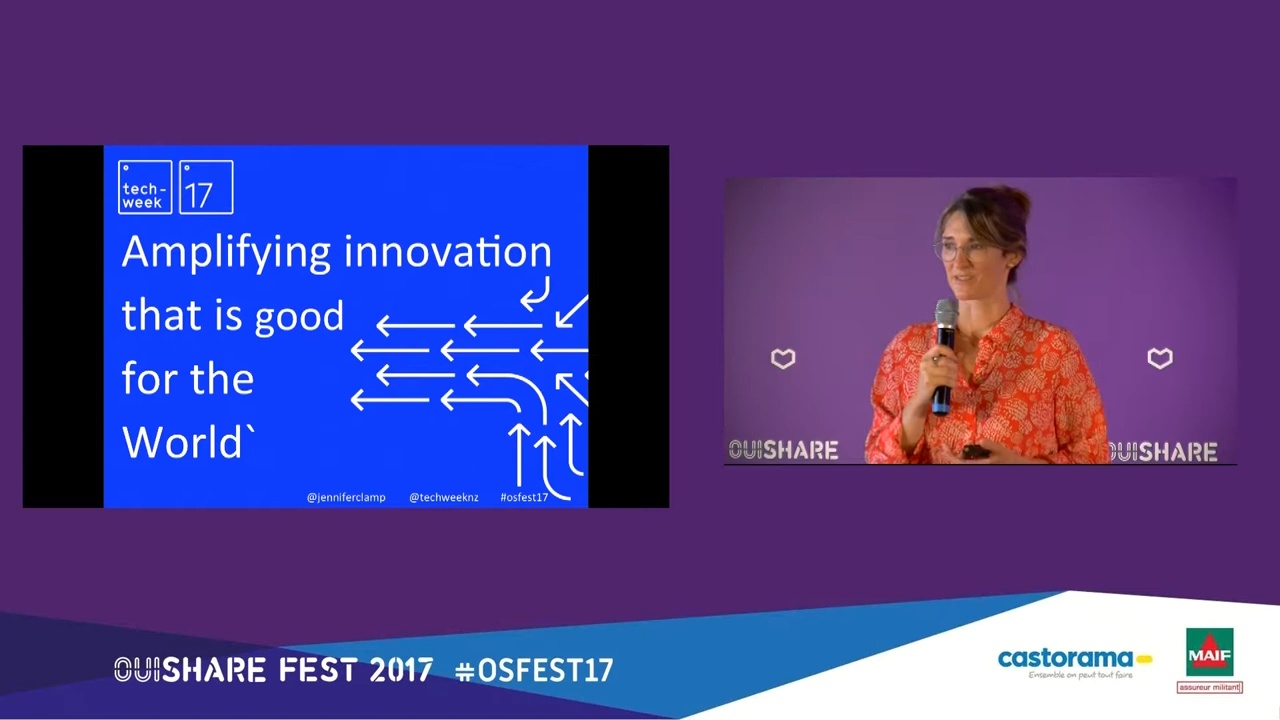 tech-
week
17
Amplifying innovation
that is good
for the
World`
@jenniferclamp @techweeknz #osfest17
OUISHARE
OUISHARE
OUISHARE FEST 2017 #OSFEST17
castorama
Ensemble on peut tout faire
MAIF
assureur militant